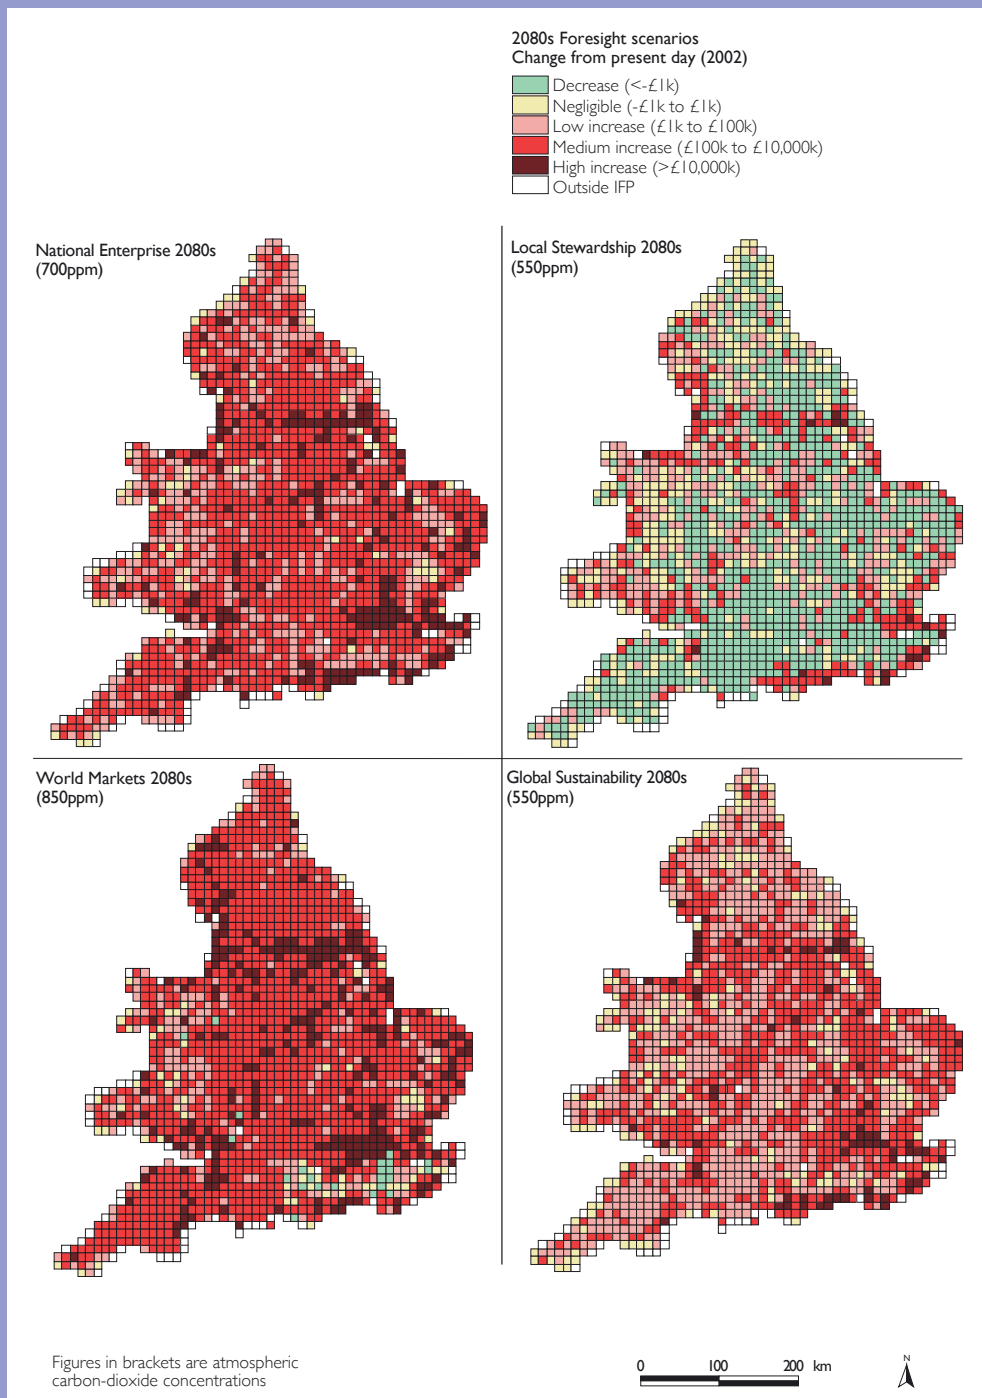 2080s Foresight scenarios
Change from present day (2002)
Decrease (<-£1k)
Negligible (-£1k to £1k)
Low increase (£1k to £100k)
Medium increase (£100k to £10,000k)
High increase (>£10,000k)
Outside IFP
National Enterprise 2080s
(700ppm)
Local Stewardship 2080s
(550ppm)
World Markets 2080s
(850ppm)
Global Sustainability 2080s
(550ppm)
Figures in brackets are atmospheric
carbon-dioxide concentrations
0 100 200 km
N